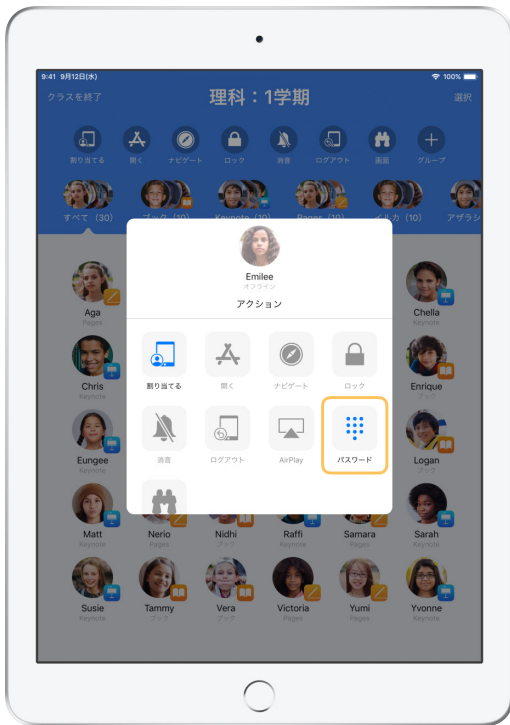 9:41 9月12日(水)
100%
クラスを終了
理科：1学期
選択
割り当てる
開く
ナビゲート
ロック
消音
ログアウト
画面
グループ
すべて（30）
ブック（10）
Keynote（10）
Pages（10）
イルカ（10）
アザラシ
Emilee
オフライン
アクション
割り当てる
開く
ナビゲート
ロック
消音
ログアウト
AirPlay
パスワード
Aga
Pages
Chella
Keynote
Chris
Keynote
Enrique
ブック
Eungee
Keynote
Logan
ブック
Matt
Keynote
Nerio
Pages
Nidhi
ブック
Raffi
Keynote
Samara
Pages
Sarah
Keynote
Susie
Keynote
Tammy
ブック
Vera
ブック
Victoria
Pages
Yumi
Pages
Yvonne
Keynote